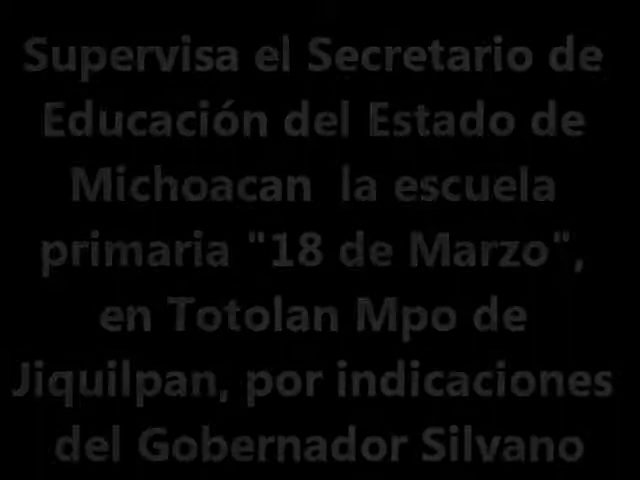 Supervisa el Secretario de
Educación del Estado de
Michoacan la escuela
primaria "18 de Marzo",
en Totolan Mpo de
Jiquilpan, por indicaciones
del Gobernador Silvano